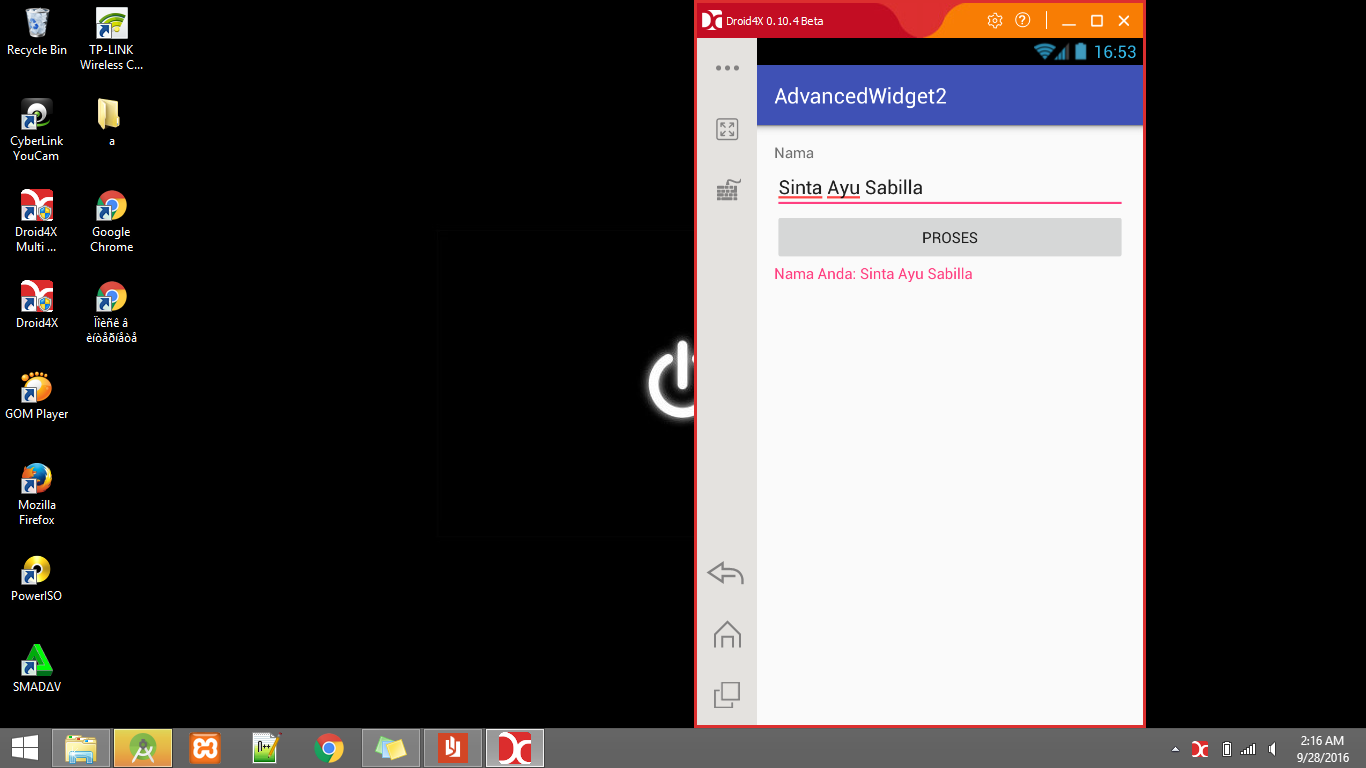 Recycle Bin
TP-LINK
Wireless C...
CyberLink
YouCam
a
Droid4X
Multi ...
Google
Chrome
Droid4X
Ïîèñê â
èíòåðíåòå
GOM Player
Mozilla
Firefox
PowerISO
SMADΔV
Droid4X 0.10.4 Beta
16:53
AdvancedWidget2
Nama
Sinta Ayu Sabilla
PROSES
Nama Anda: Sinta Ayu Sabilla
2:16 AM
9/28/2016